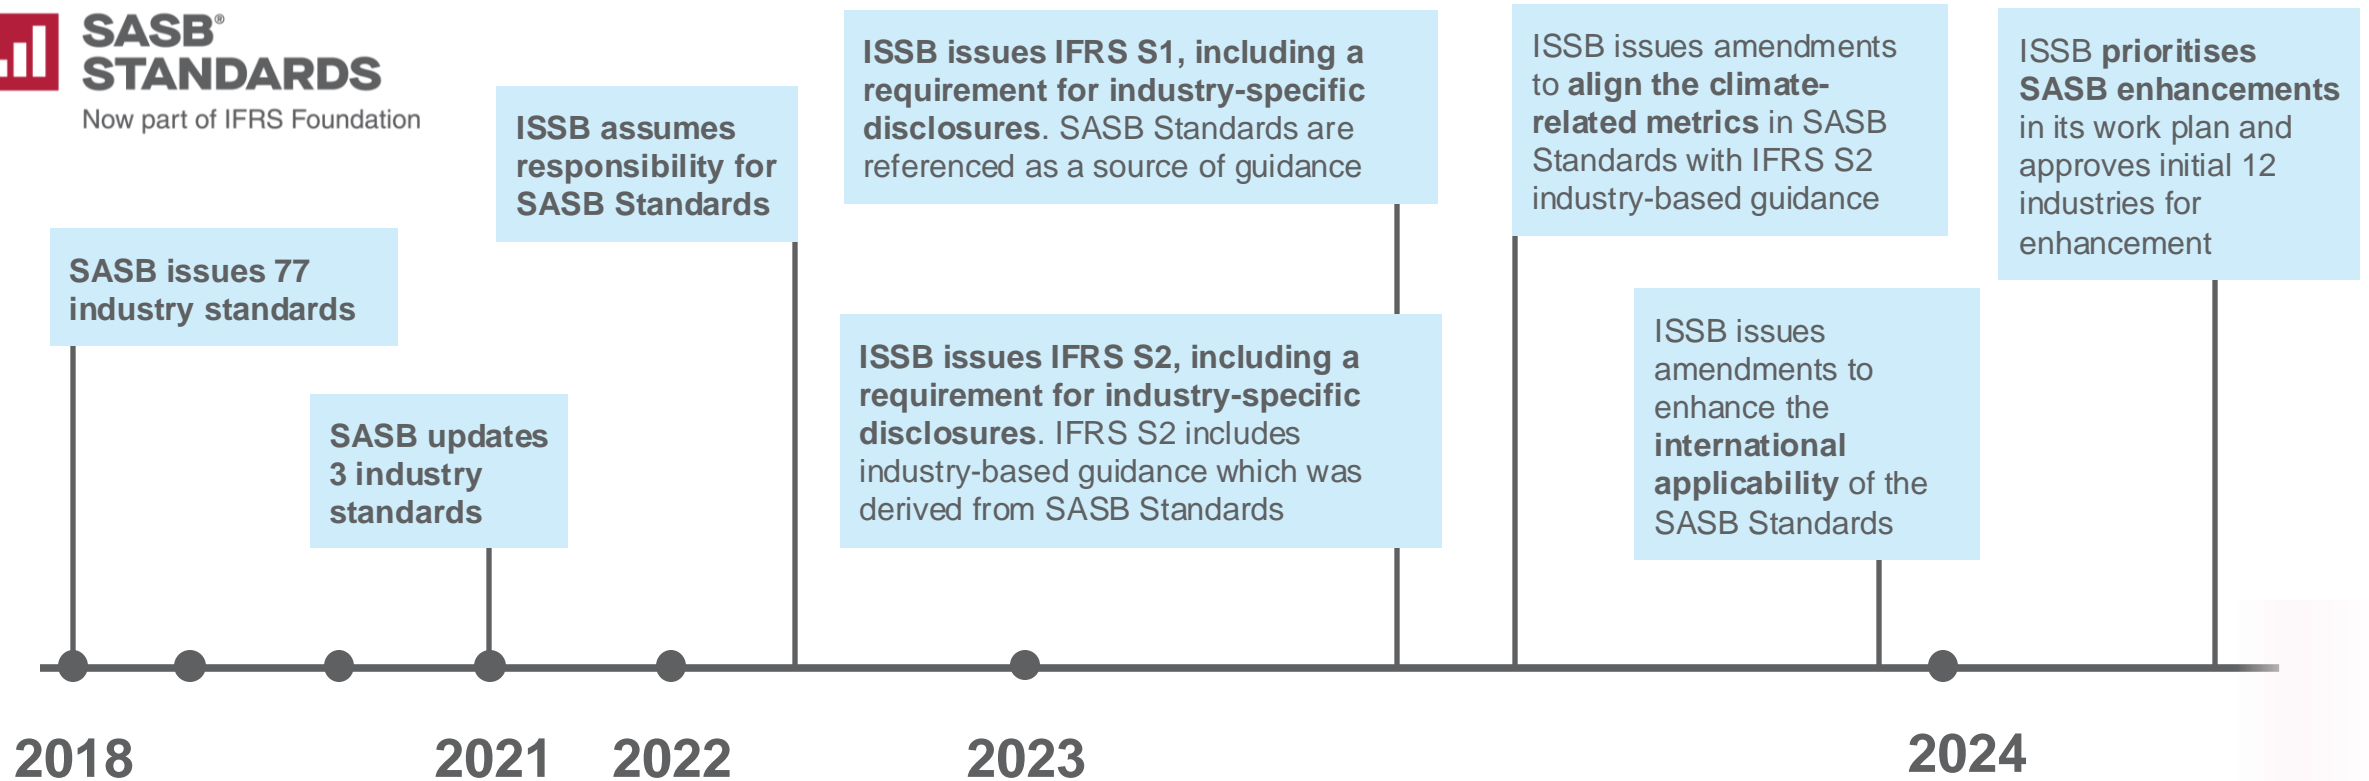 SASB®
STANDARDS
Now part of IFRS Foundation
SASB issues 77
industry standards
SASB updates
3 industry
standards
ISSB assumes
responsibility for
SASB Standards
ISSB issues IFRS S1, including a
requirement for industry-specific
disclosures. SASB Standards are
referenced as a source of guidance
ISSB issues IFRS S2, including a
requirement for industry-specific
disclosures. IFRS S2 includes
industry-based guidance which was
derived from SASB Standards
ISSB issues amendments
to align the climate-
related metrics in SASB
Standards with IFRS S2
industry-based guidance
ISSB issues
amendments to
enhance the
international
applicability of the
SASB Standards
ISSB prioritises
SASB enhancements
in its work plan and
approves initial 12
industries for
enhancement
2018
2021
2022
2023
2024